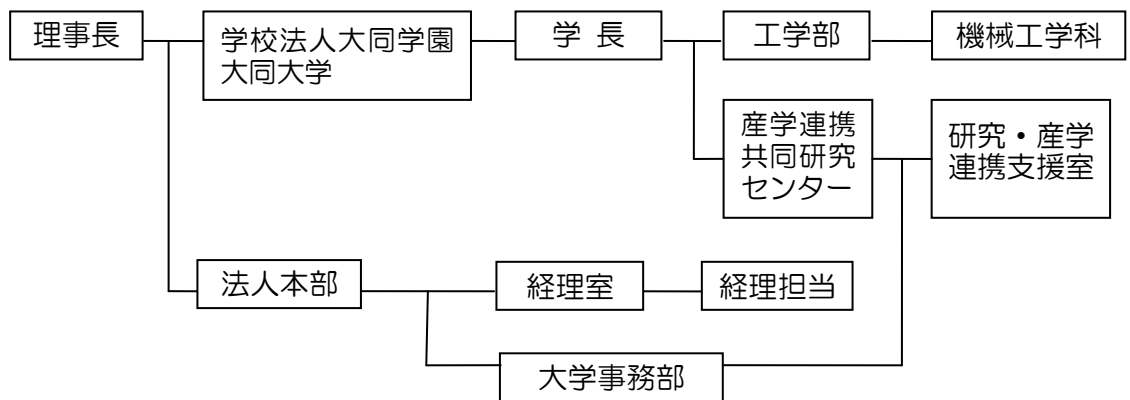 理事長
学校法人大同学園
大同大学
学 長
工学部
機械工学科
産学連携
共同研究
センター
研究・産学
連携支援室
法人本部
経理室
経理担当
大学事務部